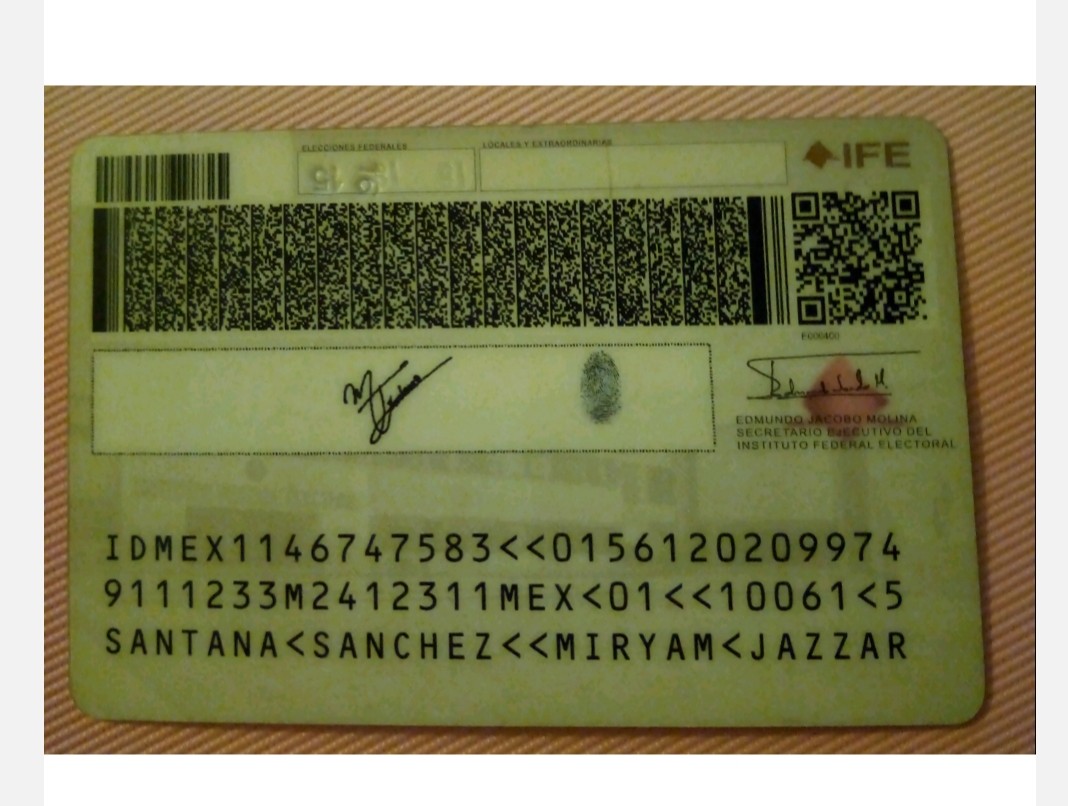 ELECCIONES FEDERALES
LOCALES Y EXTRAORDINARIAS
IFE
EDMUNDO JACOBO MOLINA
SECRETARIO EJECUTIVO DEL
INSTITUTO FEDERAL ELECTORAL
IDMEX1146747583<<0156120209974
9111233M2412311MEX<01<<10061<5
SANTANA<SANCHEZ<<MIRYAM<JAZZAR